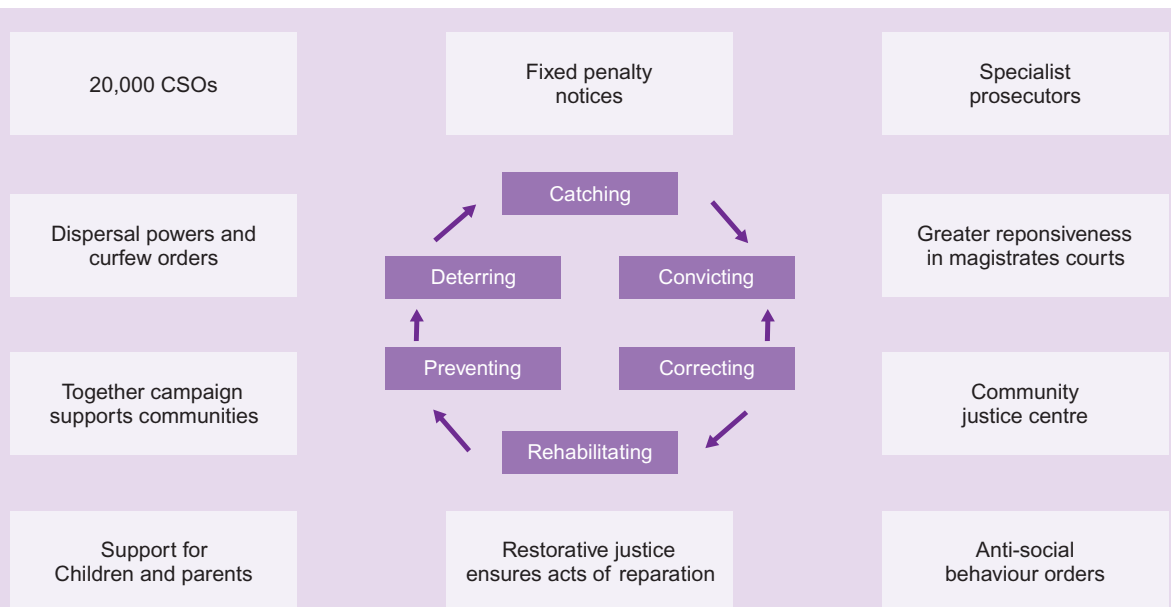 20,000 CSOs
Fixed penalty
notices
Specialist
prosecutors
Catching
Dispersal powers and
curfew orders
Deterring
Convicting
Greater reponsiveness
in magistrates courts
Together campaign
supports communities
Preventing
Correcting
Community
justice centre
Rehabilitating
Support for
Children and parents
Restorative justice
ensures acts of reparation
Anti-social
behaviour orders